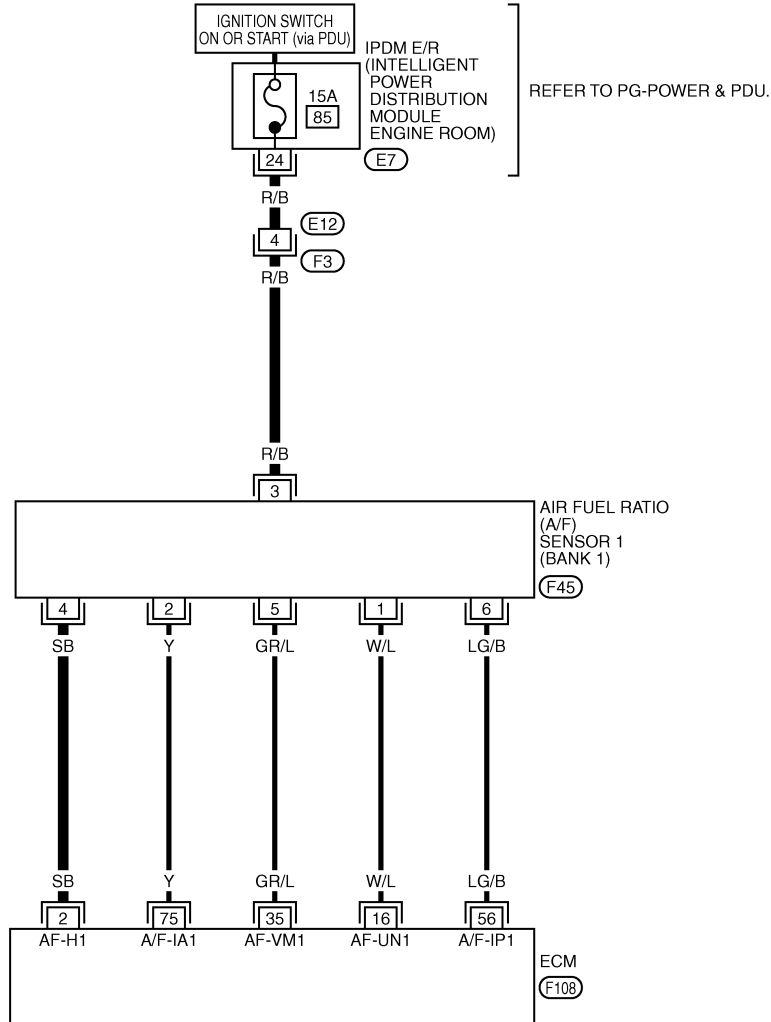 IGNITION SWITCH
ON OR START (via PDU)
IPDM E/R
(INTELLIGENT
POWER
DISTRIBUTION
MODULE
ENGINE ROOM)
REFER TO PG-POWER & PDU.
15A
85
24
E7
R/B
E12
4
F3
R/B
R/B
3
AIR FUEL RATIO
(A/F)
SENSOR 1
(BANK 1)
F45
4 2 5 1 6
SB Y GR/L W/L LG/B
SB Y GR/L W/L LG/B
2 75 35 16 56
AF-H1 A/F-IA1 AF-VM1 AF-UN1 A/F-IP1
ECM
F108